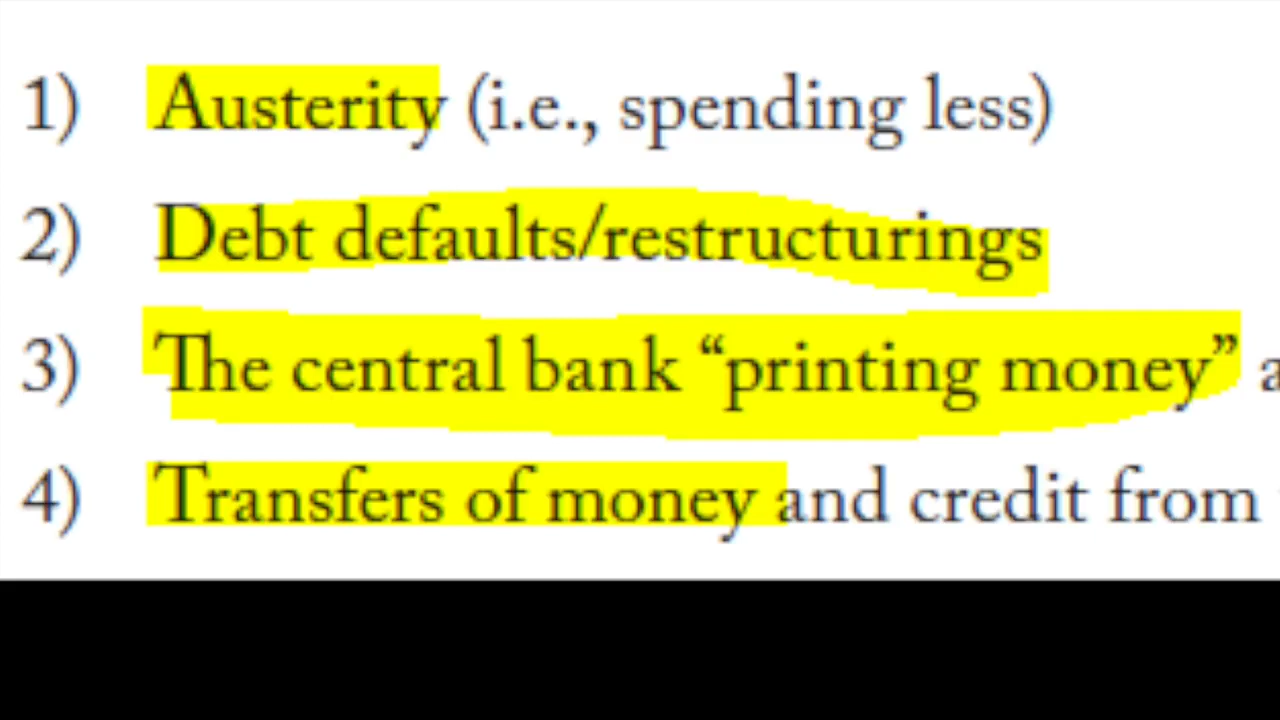 1) Austerity (i.e., spending less)
2) Debt defaults/restructurings
3) The central bank “printing money” a
4) Transfers of money and credit from